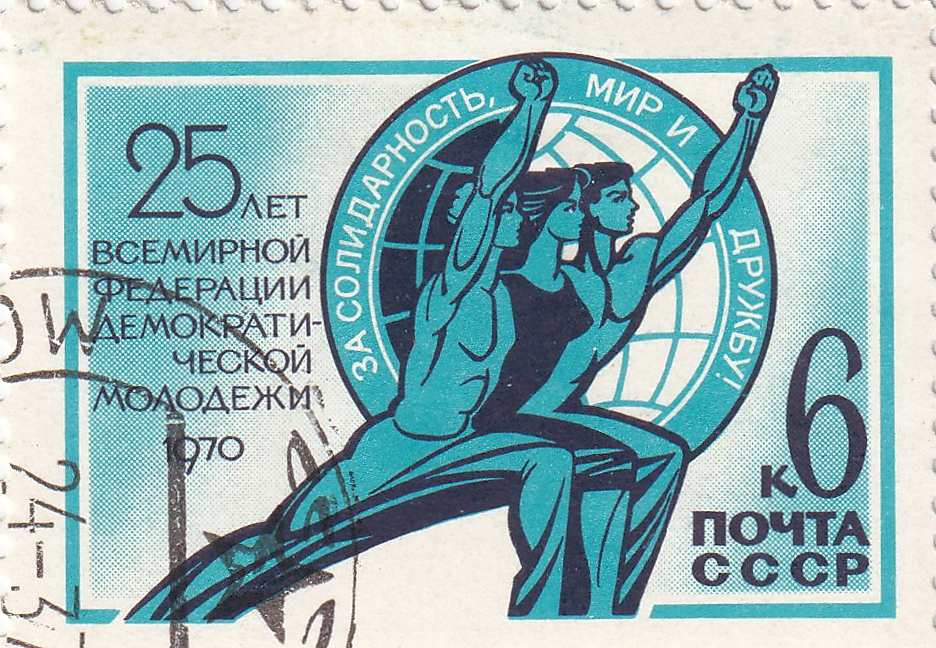 25 ЛЕТ
ВСЕМИРНОЙ
ФЕДЕРАЦИИ
ДЕМОКРАТИ-
ЧЕСКОЙ
МОЛОДЕЖИ
1970
ЗА СОЛИДАРНОСТЬ, МИР И ДРУЖБУ!
6 К
ПОЧТА
СССР